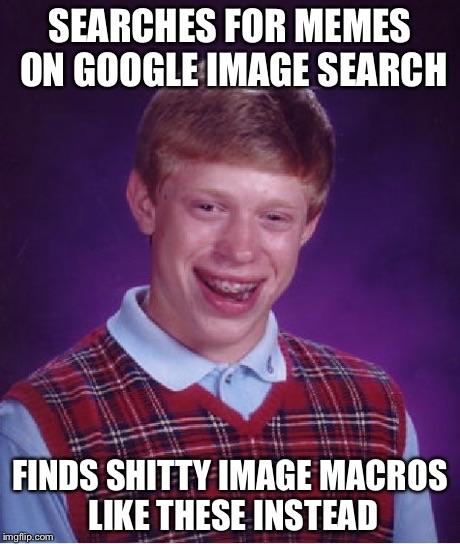 SEARCHES FOR MEMES
ON GOOGLE IMAGE SEARCH
FINDS SHITTY IMAGE MACROS
LIKE THESE INSTEAD
imgflip.com